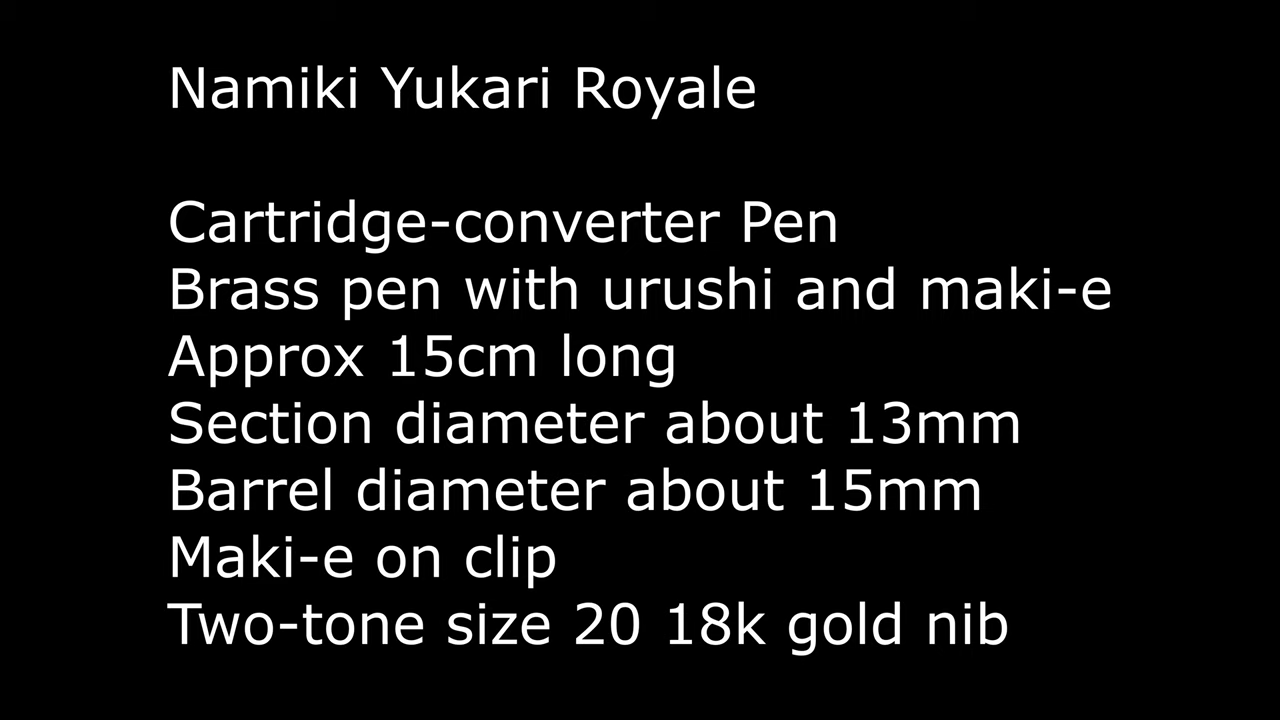 Namiki Yukari Royale
Cartridge-converter Pen
Brass pen with urushi and maki-e
Approx 15cm long
Section diameter about 13mm
Barrel diameter about 15mm
Maki-e on clip
Two-tone size 20 18k gold nib